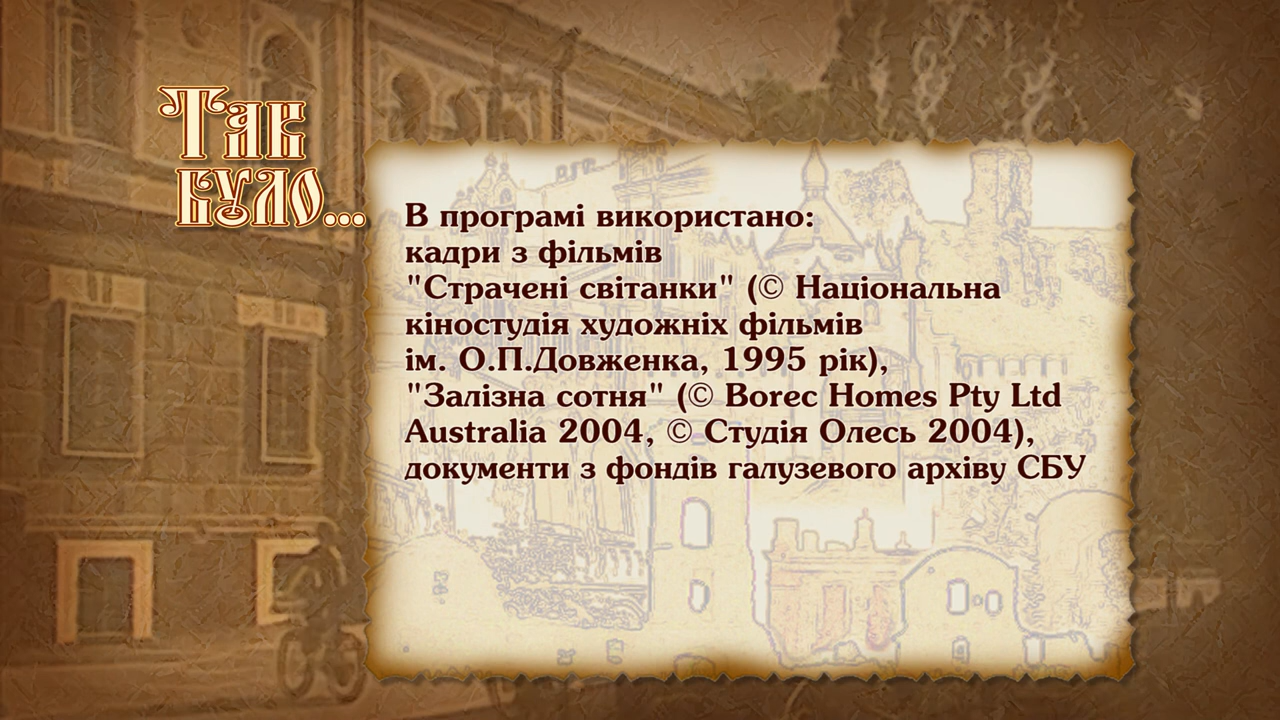 Так
було...
В програмі використано:
кадри з фільмів
"Страчені світанки" (© Національна
кіностудія художніх фільмів
ім. О.П.Довженка, 1995 рік),
"Залізна сотня" (© Borec Homes Pty Ltd
Australia 2004, © Студія Олесь 2004),
документи з фондів галузевого архіву СБУ